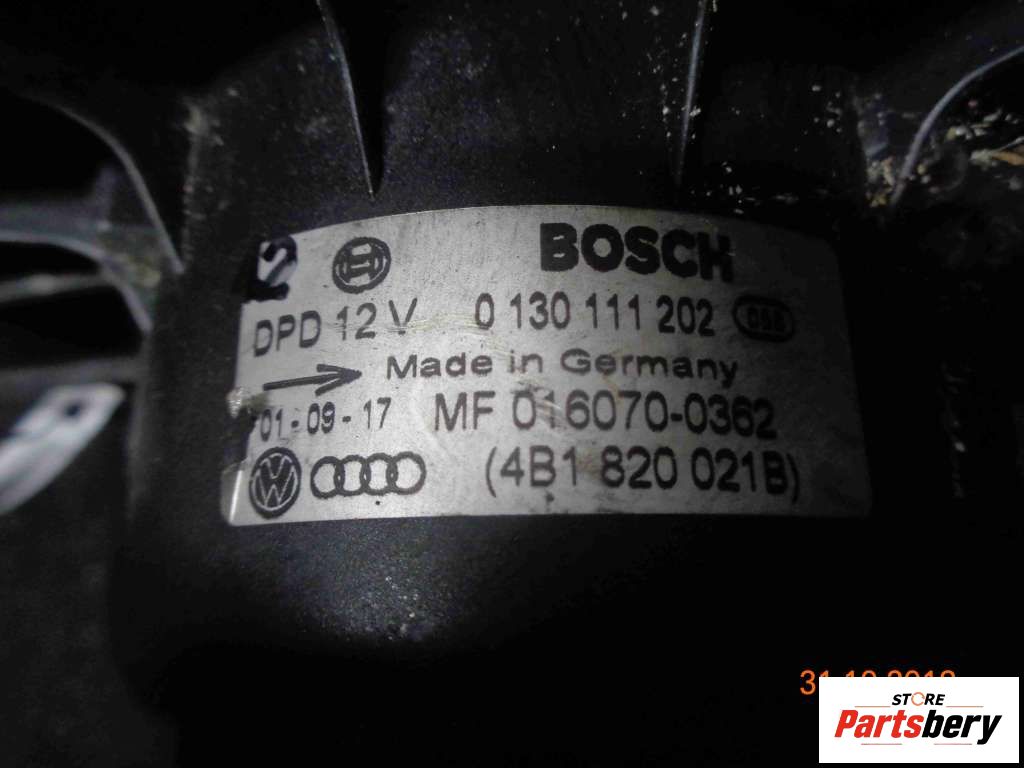 2 BOSCH
DPD 12 V 0 130 111 202
Made in Germany
01-09-17 MF 016070-0362
(4B1 820 021B)
STORE
Partsbery